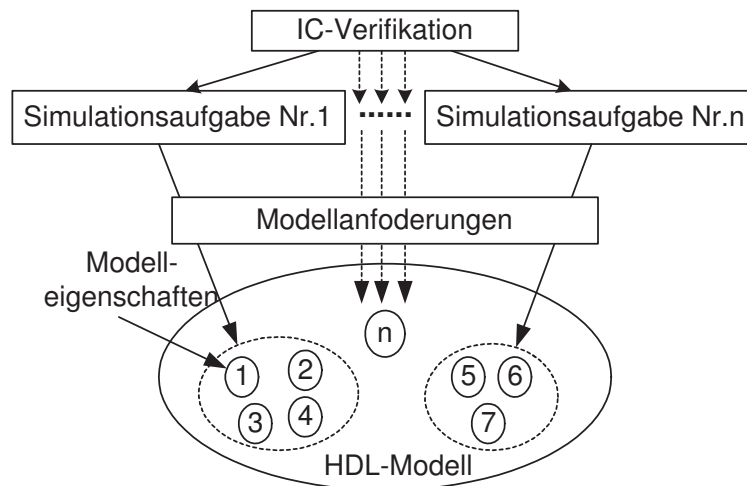 IC-Verifikation
Simulationsaufgabe Nr.1
Simulationsaufgabe Nr.n
Modellanfoderungen
Modell-
eigenschaften
n
1
2
5
6
3
4
7
HDL-Modell